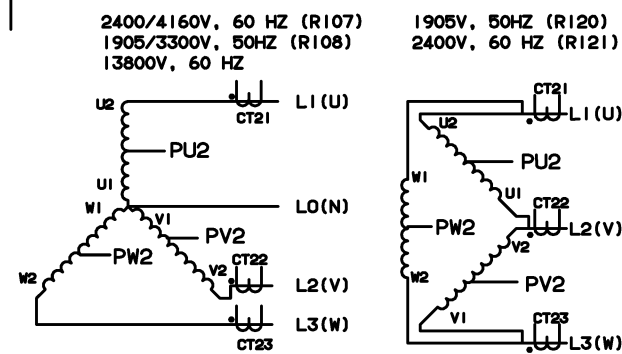 2400/4160V, 60 HZ (R107)
1905/3300V, 50HZ (R108)
13800V, 60 HZ
U2
CT21
L1(U)
PU2
U1
L0(N)
W1
V1
PV2
PW2
W2
V2
CT22
L2(V)
L3(W)
CT23
1905V, 50HZ (R120)
2400V, 60 HZ (R121)
CT21
L1(U)
U2
PU2
W1
U1
CT22
PW2
L2(V)
V2
W2
PV2
V1
CT23
L3(W)